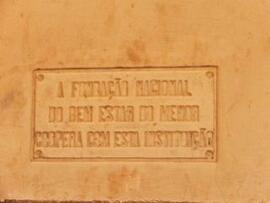 A FUNDAÇÃO NACIONAL
DO BEM ESTAR DO MENOR
COOPERA COM ESTA INSTITUIÇÃO